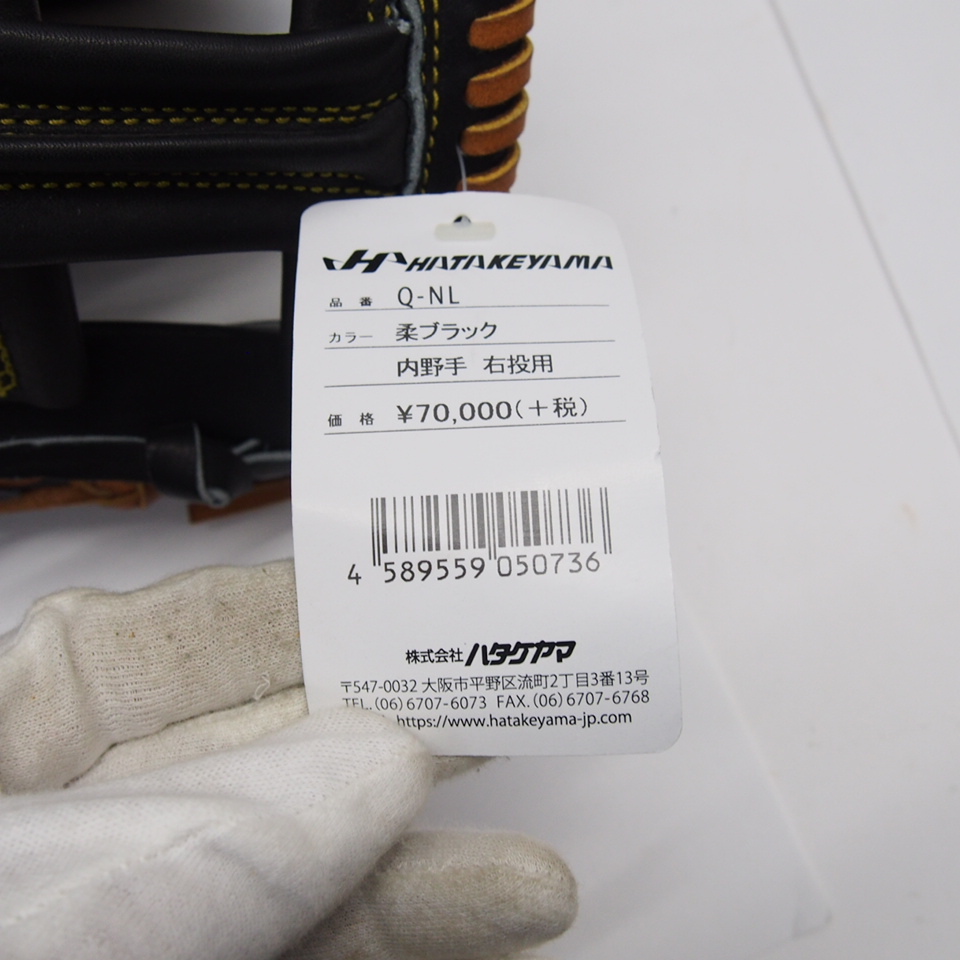 HATAKEYAMA
品番 Q-NL
カラー 柔ブラック
内野手 右投用
価格 ¥70,000(+税)
4 589559 050736
株式会社ハタケヤマ
〒547-0032 大阪市平野区流町2丁目3番13号
TEL.(06)6707-6073 FAX.(06)6707-6768
https://www.hatakeyama-jp.com